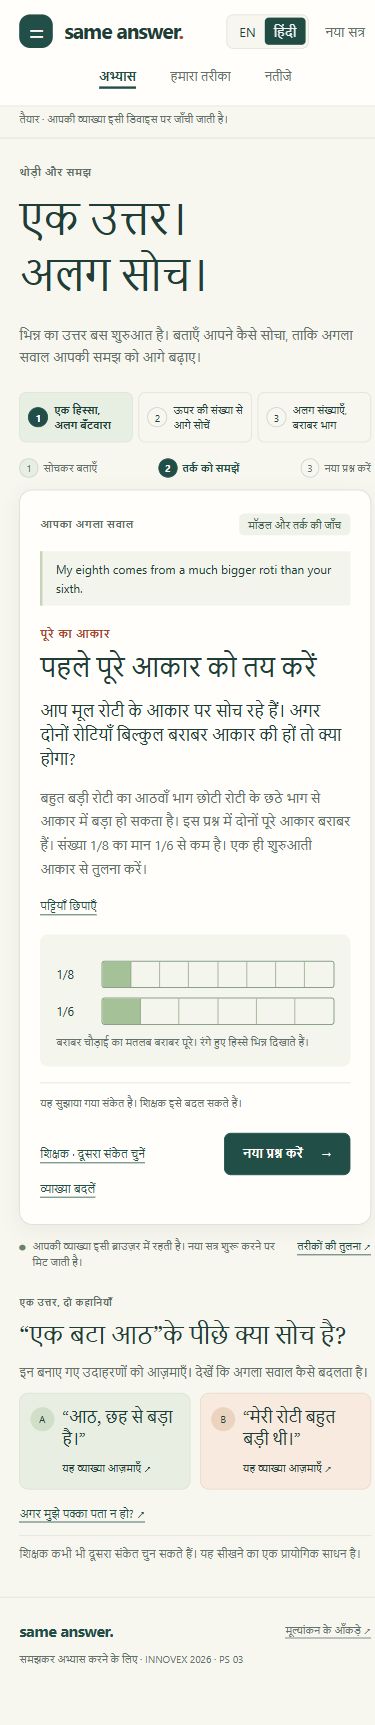 same answer.
EN हिंदी नया सत्र
अभ्यास हमारा तरीका नतीजे
तैयार · आपकी व्याख्या इसी डिवाइस पर जाँची जाती है।
थोड़ी और समझ
एक उत्तर।
अलग सोच।
भिन्न का उत्तर बस शुरुआत है। बताएँ आपने कैसे सोचा, ताकि अगला
सवाल आपकी समझ को आगे बढ़ाए।
1 एक हिस्सा,
अलग बँटवारा
2 ऊपर की संख्या से
आगे सोचें
3 अलग संख्याएँ,
बराबर भाग
1 सोचकर बताएँ 2 तर्क को समझें 3 नया प्रश्न करें
आपका अगला सवाल
मॉडल और तर्क की जाँच
My eighth comes from a much bigger roti than your
sixth.
पूरे का आकार
पहले पूरे आकार को तय करें
आप मूल रोटी के आकार पर सोच रहे हैं। अगर
दोनों रोटियाँ बिल्कुल बराबर आकार की हों तो क्या
होगा?
बहुत बड़ी रोटी का आठवाँ भाग छोटी रोटी के छठे भाग से
आकार में बड़ा हो सकता है। इस प्रश्न में दोनों पूरे आकार बराबर
हैं। संख्या 1/8 का मान 1/6 से कम है। एक ही शुरुआती
आकार से तुलना करें।
पट्टियाँ छिपाएँ
1/8
1/6
बराबर चौड़ाई का मतलब बराबर पूरे। रंगे हुए हिस्से भिन्न दिखाते हैं।
यह सुझाया गया संकेत है। शिक्षक इसे बदल सकते हैं।
शिक्षक · दूसरा संकेत चुनें
नया प्रश्न करें →
व्याख्या बदलें
आपकी व्याख्या इसी ब्राउज़र में रहती है। नया सत्र शुरू करने पर
मिट जाती है।
तरीकों की तुलना ↗
एक उत्तर, दो कहानियाँ
“एक बटा आठ”के पीछे क्या सोच है?
इन बनाए गए उदाहरणों को आज़माएँ। देखें कि अगला सवाल कैसे बदलता है।
A “आठ, छह से बड़ा
है।”
यह व्याख्या आज़माएँ ↗
B “मेरी रोटी बहुत
बड़ी थी।”
यह व्याख्या आज़माएँ ↗
अगर मुझे पक्का पता न हो? ↗
शिक्षक कभी भी दूसरा संकेत चुन सकते हैं। यह सीखने का एक प्रायोगिक साधन है।
same answer.
मूल्यांकन के आँकड़े ↗
समझकर अभ्यास करने के लिए · INNOVEX 2026 · PS 03